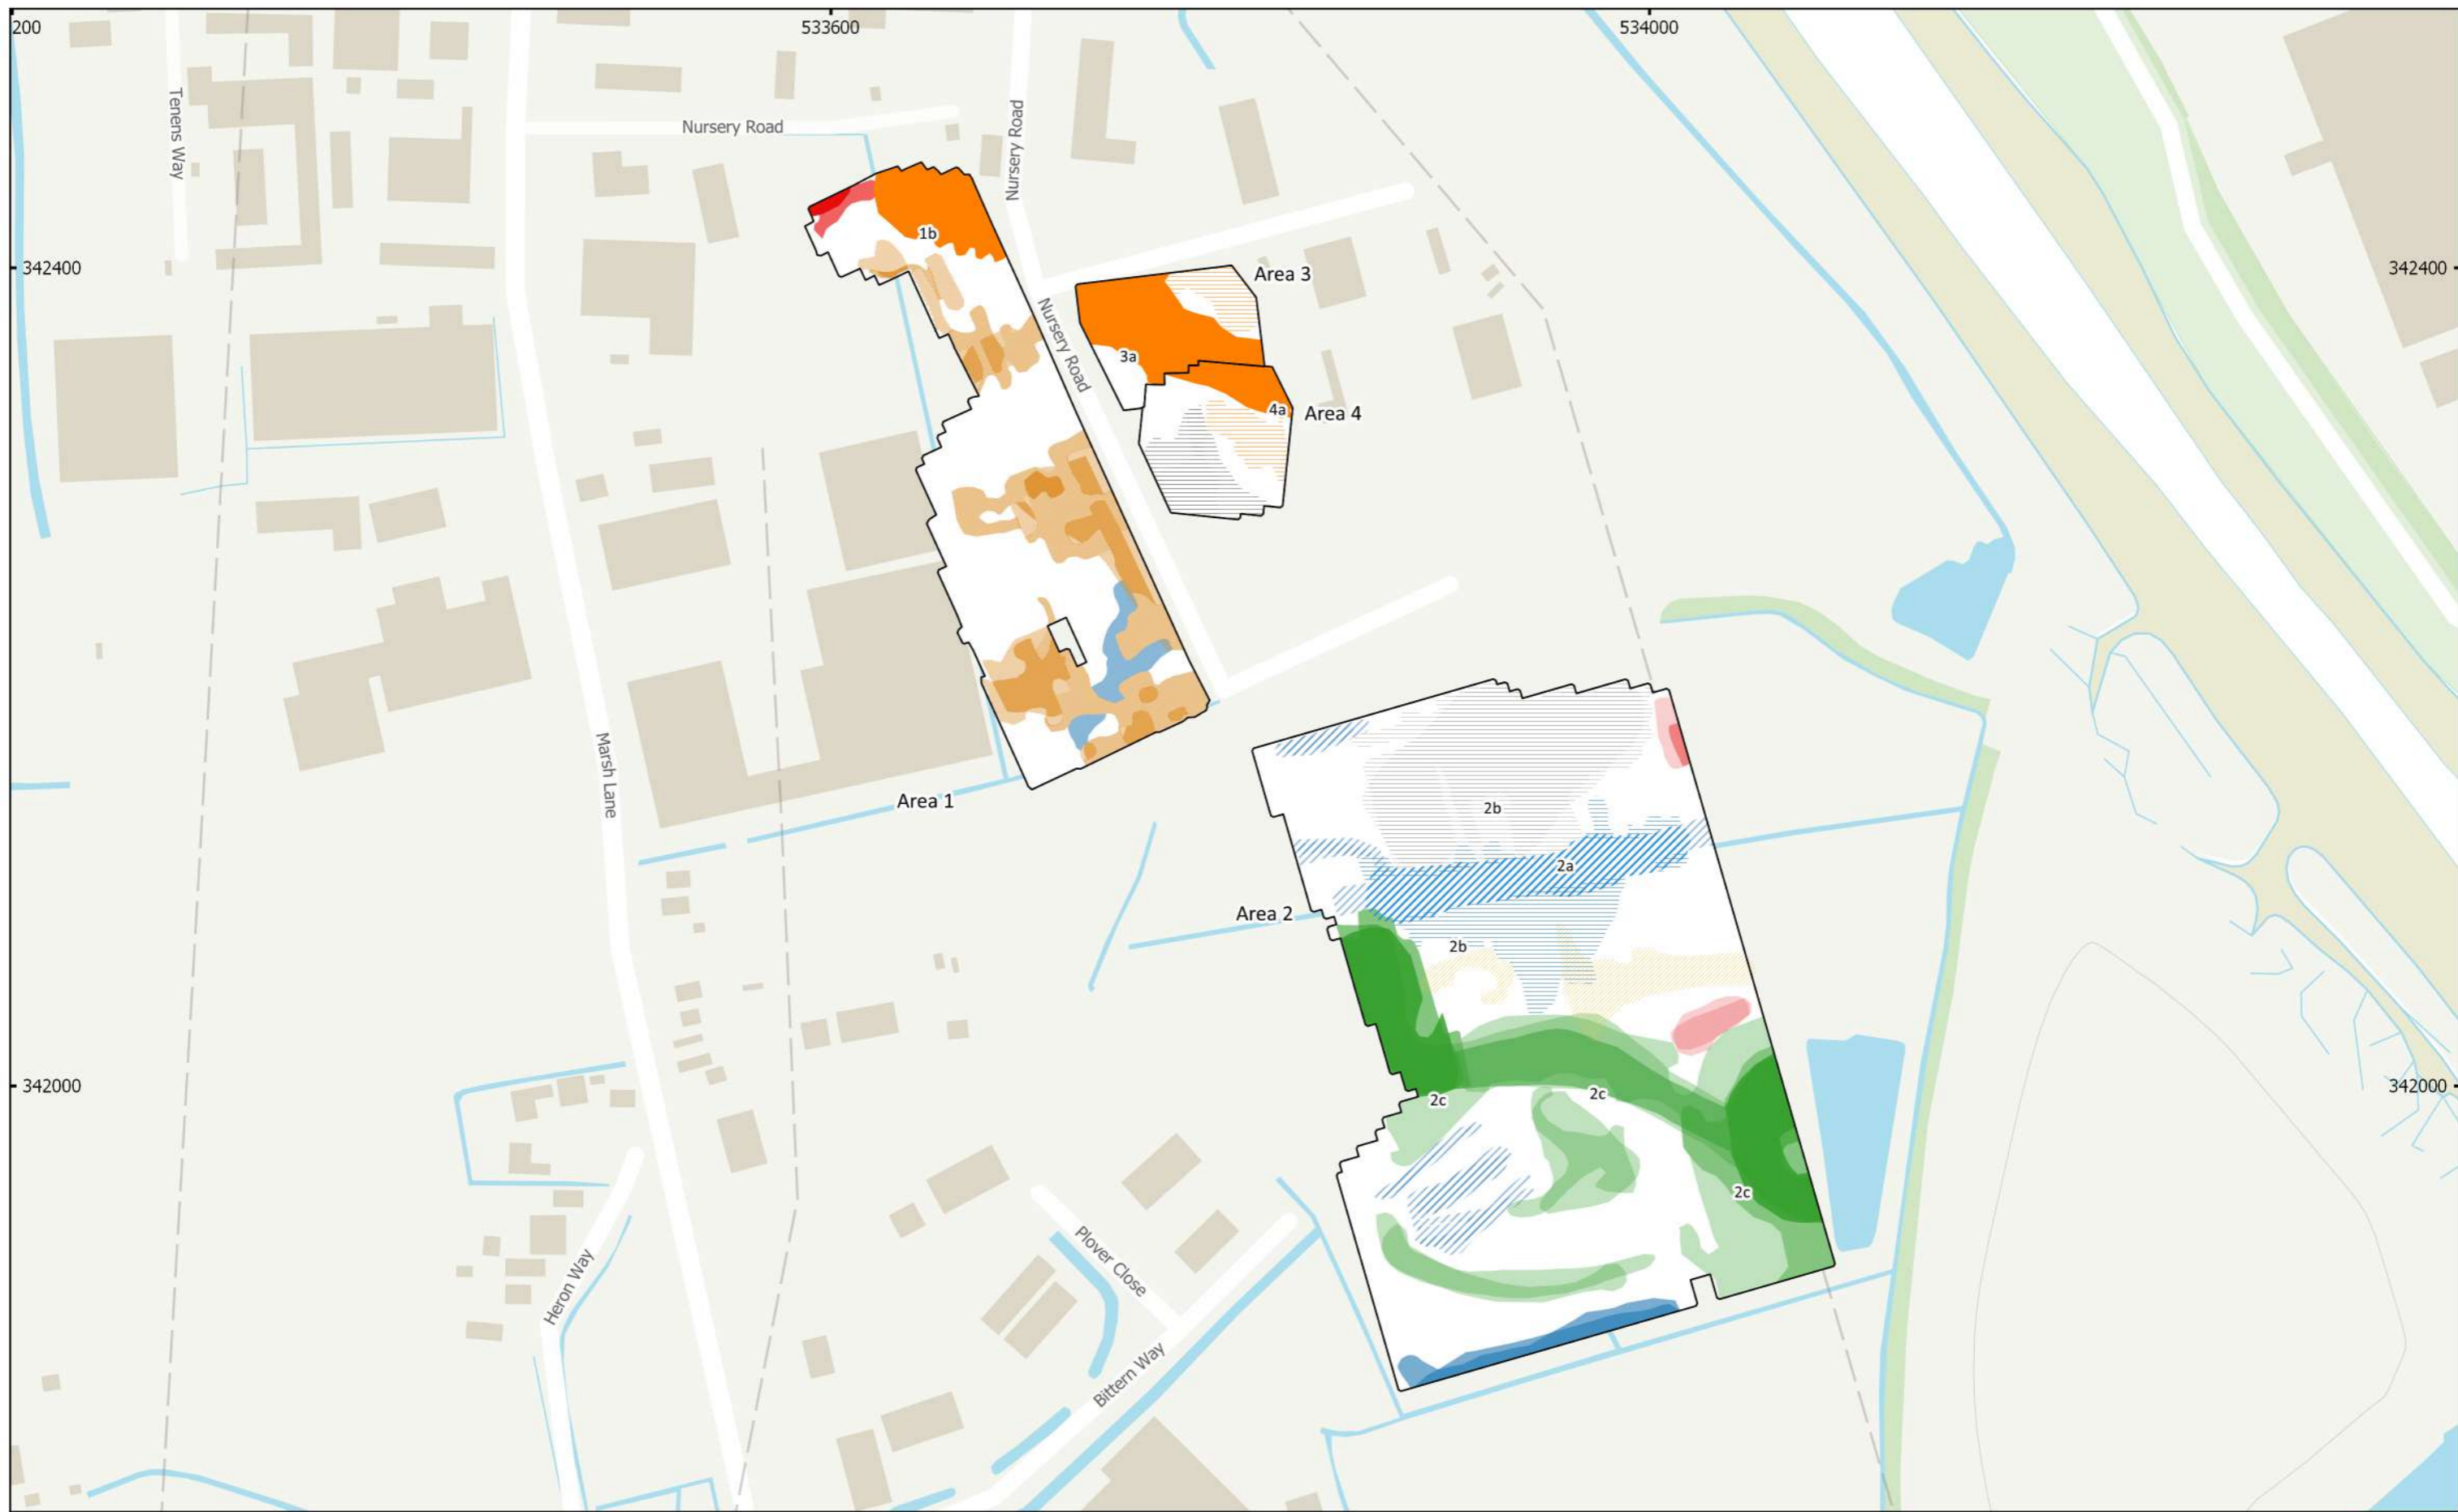 200
533600
534000
Tenens Way
Nursery Road
Nursery Road
1b
342400
342400
Area 3
Nursery Road
3a
4a
Area 4
Marsh Lane
Area 1
2b
2a
Area 2
2b
342000
342000
2c
2c
2c
Plover Close
Heron Way
Bittern Way